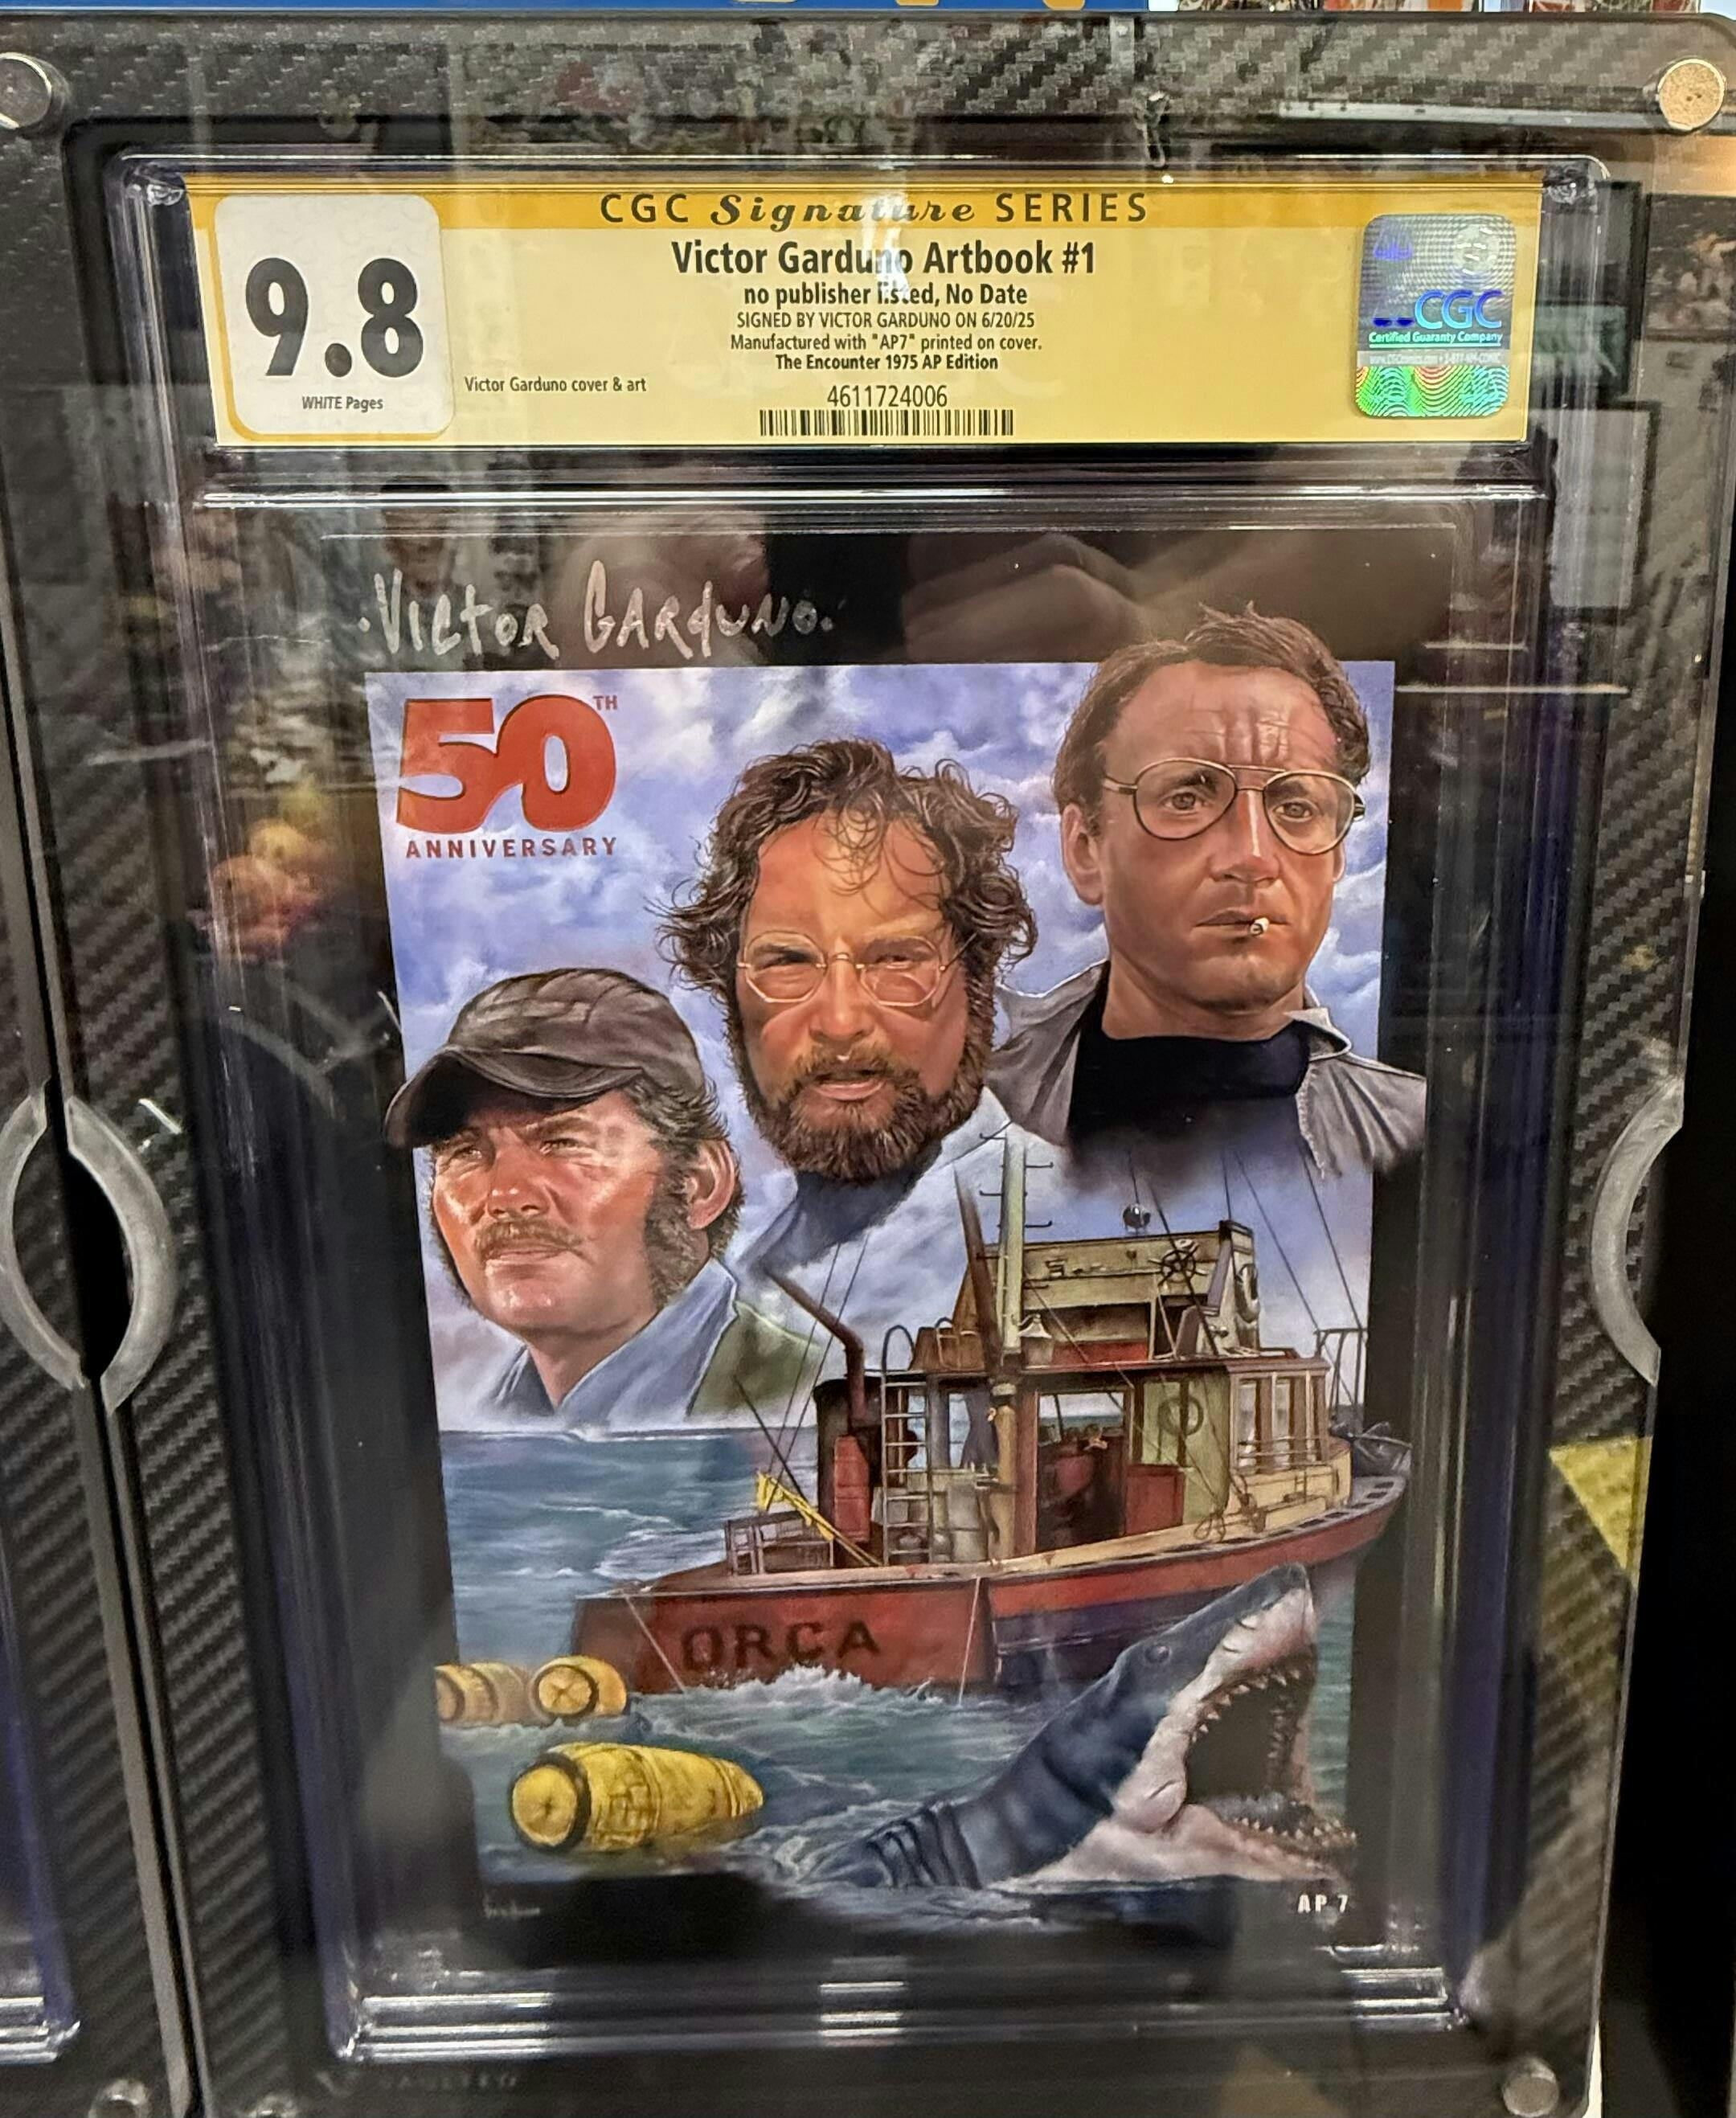 CGC Signature SERIES
9.8
WHITE Pages
Victor Garduno Artbook #1
no publisher listed, No Date
SIGNED BY VICTOR GARDUNO ON 6/20/25
Manufactured with "AP7" printed on cover.
The Encounter 1975 AP Edition
Victor Garduno cover & art
4611724006
CGC
Certified Guaranty Company
·VICTOR GARDUNO.
50TH
ANNIVERSARY
ORCA
AP 7